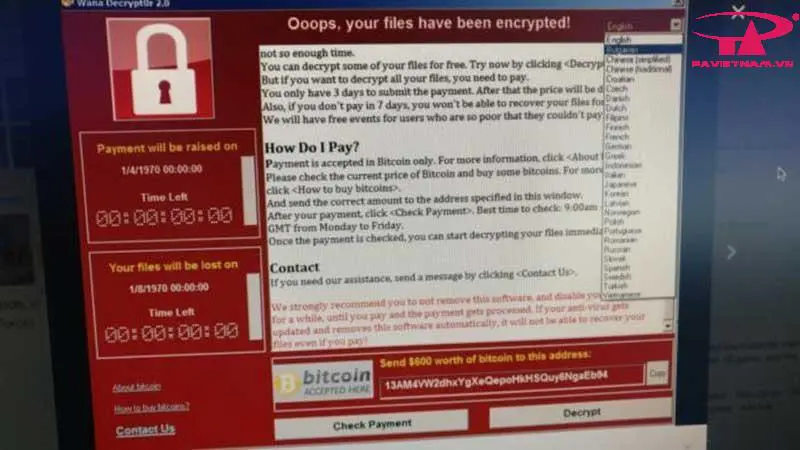 Wana Decrypt0r 2.0
Ooops, your files have been encrypted!
English
PAVIETNAM.VN
English
Bulgarian
Chinese (simplified)
Chinese (traditional)
Croatian
Czech
Danish
Dutch
Filipino
Finnish
French
German
Greek
Indonesian
Italian
Japanese
Korean
Latvian
Norwegian
Polish
Portuguese
Romanian
Russian
Slovak
Spanish
Swedish
Turkish
Vietnamese
not so enough time.
You can decrypt some of your files for free. Try now by clicking <Decryp
But if you want to decrypt all your files, you need to pay.
You only have 3 days to submit the payment. After that the price will be d
Also, if you don't pay in 7 days, you won't be able to recover your files fo
We will have free events for users who are so poor that they couldn't pay
How Do I Pay?
Payment is accepted in Bitcoin only. For more information, click <About
Please check the current price of Bitcoin and buy some bitcoins. For more
click <How to buy bitcoins>.
And send the correct amount to the address specified in this window.
After your payment, click <Check Payment>. Best time to check: 9:00am
GMT from Monday to Friday.
Once the payment is checked, you can start decrypting your files immedia
Contact
If you need our assistance, send a message by clicking <Contact Us>.
We strongly recommend you to not remove this software, and disable yo
for a while, until you pay and the payment gets processed. If your anti-virus gets
updated and removes this software automatically, it will not be able to recover your
files even if you pay!
Payment will be raised on
1/4/1970 00:00:00
Time Left
00:00:00:00
Your files will be lost on
1/8/1970 00:00:00
Time Left
00:00:00:00
About bitcoin
How to buy bitcoins?
Contact Us
bitcoin
ACCEPTED HERE
Send $600 worth of bitcoin to this address:
13AM4VW2dhxYgXeQepoHkHSQuy6NgaEb94
Copy
Check Payment
Decrypt